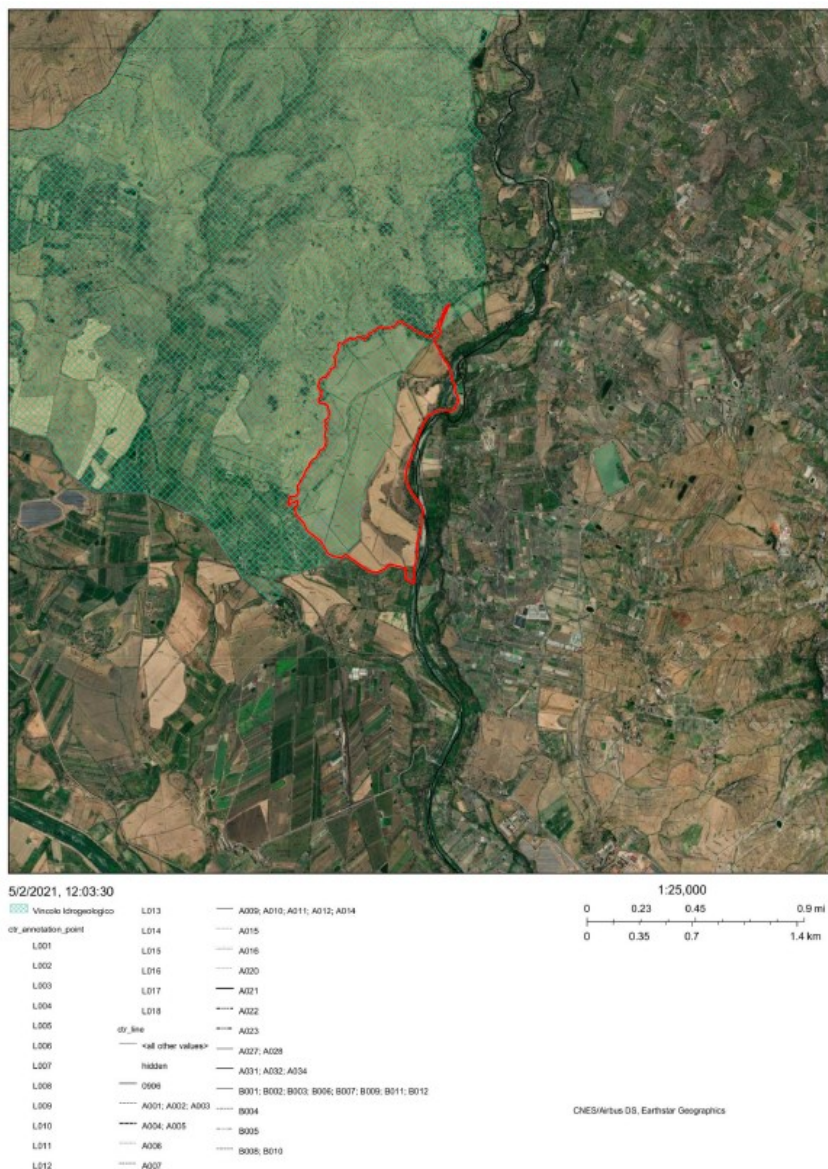 5/2/2021, 12:03:30
Vincolo Idrogeologico
ctr_annotation_point
L001
L002
L003
L004
L005
L006
L007
L008
L009
L010
L011
L012
L013
L014
L015
L016
L017
L018
ctr_line
<all other values>
hidden
0906
A001; A002; A003
A004; A005
A006
A007
A009; A010; A011; A012; A014
A015
A016
A020
A021
A022
A023
A027; A028
A031; A032; A034
B001; B002; B003; B006; B007; B009; B011; B012
B004
B005
B008; B010
1:25,000
0 0.23 0.45 0.9 mi
0 0.35 0.7 1.4 km
CNES/Airbus DS, Earthstar Geographics